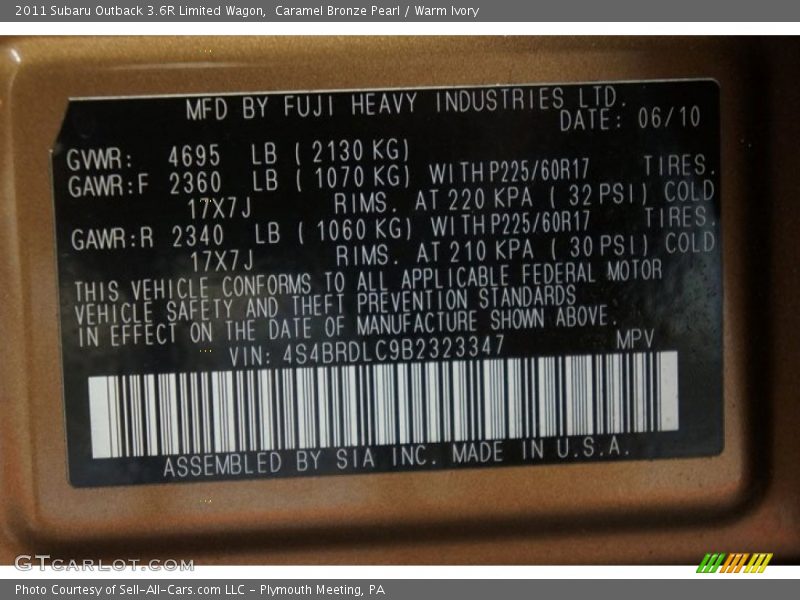 2011 Subaru Outback 3.6R Limited Wagon,  Caramel Bronze Pearl / Warm Ivory
MFD BY FUJI HEAVY INDUSTRIES LTD.
DATE: 06/10
GVWR: 4695 LB ( 2130 KG)
GAWR:F 2360 LB ( 1070 KG) WITH P225/60R17 TIRES.
17X7J RIMS. AT 220 KPA ( 32 PSI) COLD
GAWR:R 2340 LB ( 1060 KG) WITH P225/60R17 TIRES.
17X7J RIMS. AT 210 KPA ( 30 PSI) COLD
THIS VEHICLE CONFORMS TO ALL APPLICABLE FEDERAL MOTOR
VEHICLE SAFETY AND THEFT PREVENTION STANDARDS
IN EFFECT ON THE DATE OF MANUFACTURE SHOWN ABOVE.
VIN: 4S4BRDLC9B2323347 MPV
ASSEMBLED BY SIA INC. MADE IN U.S.A.
GTCARLOT.COM
Photo Courtesy of Sell-All-Cars.com LLC - Plymouth Meeting, PA